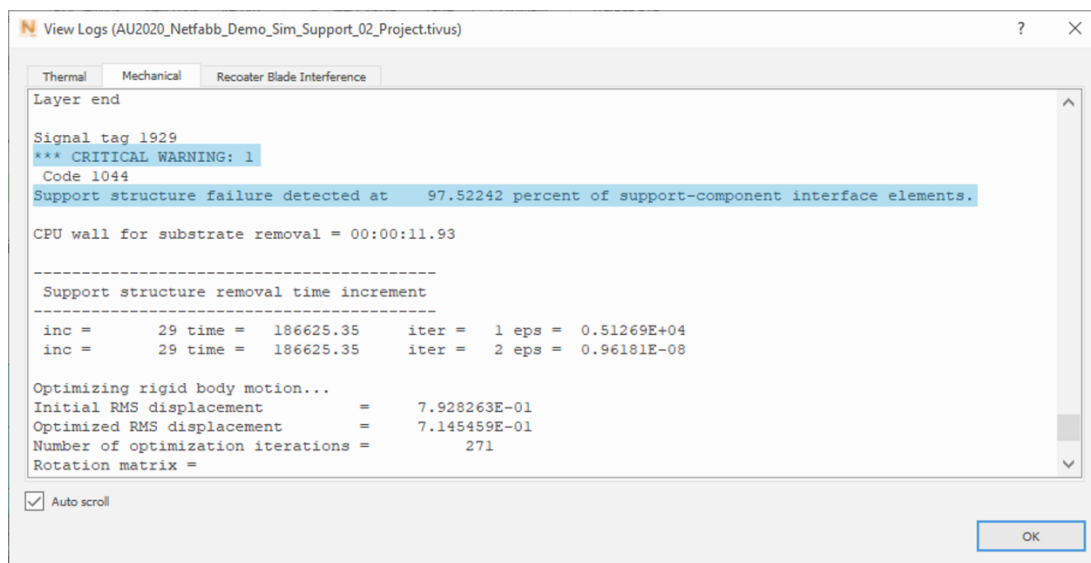 View Logs (AU2020_Netfabb_Demo_Sim_Support_02_Project.tivus)
Thermal Mechanical Recoater Blade Interference
Layer end
Signal tag 1929
*** CRITICAL WARNING: 1
Code 1044
Support structure failure detected at 97.52242 percent of support-component interface elements.
CPU wall for substrate removal = 00:00:11.93
------------------------------------------
Support structure removal time increment
------------------------------------------
inc = 29 time = 186625.35 iter = 1 eps = 0.51269E+04
inc = 29 time = 186625.35 iter = 2 eps = 0.96181E-08
Optimizing rigid body motion...
Initial RMS displacement = 7.928263E-01
Optimized RMS displacement = 7.145459E-01
Number of optimization iterations = 271
Rotation matrix =
Auto scroll
OK